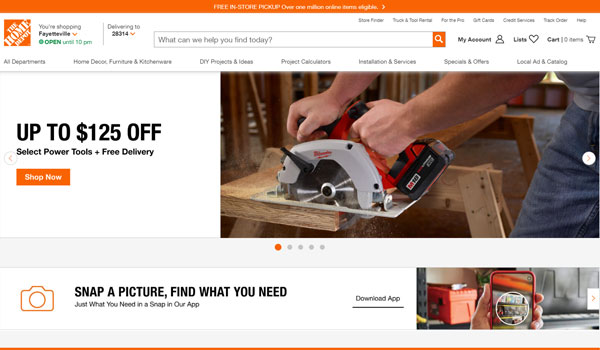 FREE IN-STORE PICKUP Over one million online items eligible.
Store Finder Truck & Tool Rental For the Pro Gift Cards Credit Services Track Order Help
THE HOME DEPOT
You're shopping
Fayetteville
OPEN until 10 pm
Delivering to
28314
What can we help you find today?
My Account
Lists
Cart | 0 items
All Departments Home Decor, Furniture & Kitchenware DIY Projects & Ideas Project Calculators Installation & Services Specials & Offers Local Ad & Catalog
UP TO $125 OFF
Select Power Tools + Free Delivery
Shop Now
Milwaukee
SNAP A PICTURE, FIND WHAT YOU NEED
Just What You Need in a Snap in Our App
Download App